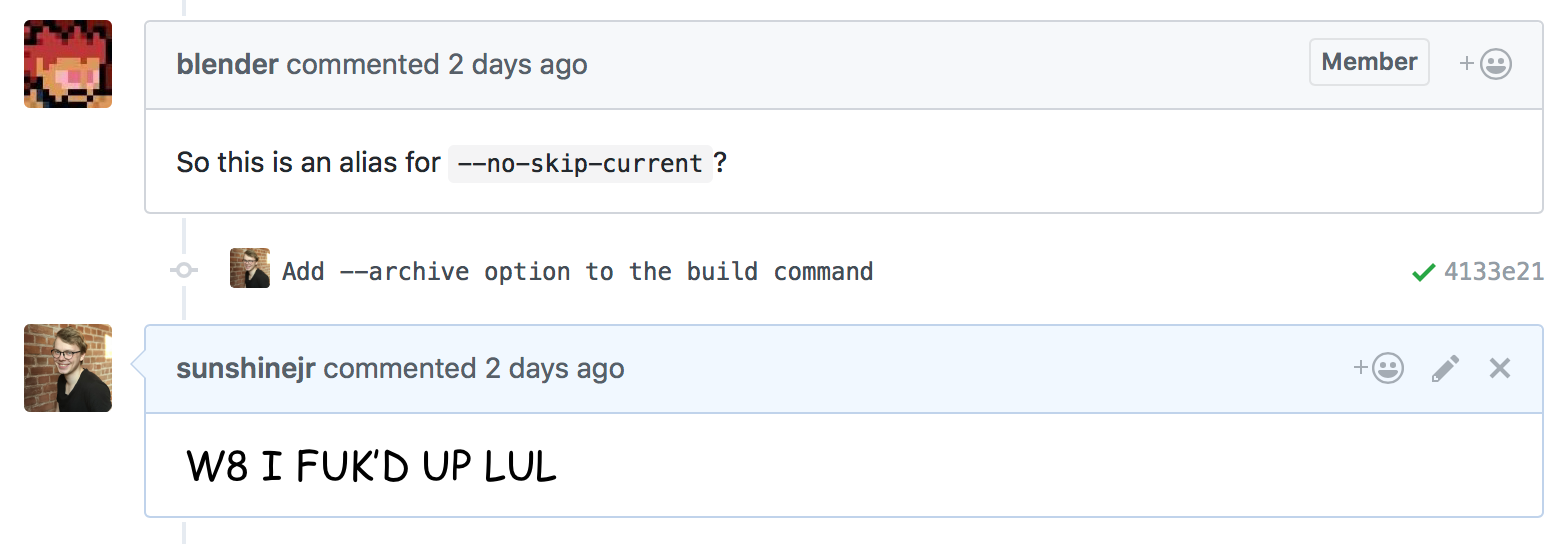 blender commented 2 days ago
Member
So this is an alias for --no-skip-current?
Add --archive option to the build command
4133e21
sunshinejr commented 2 days ago
W8 I FUK'D UP LUL